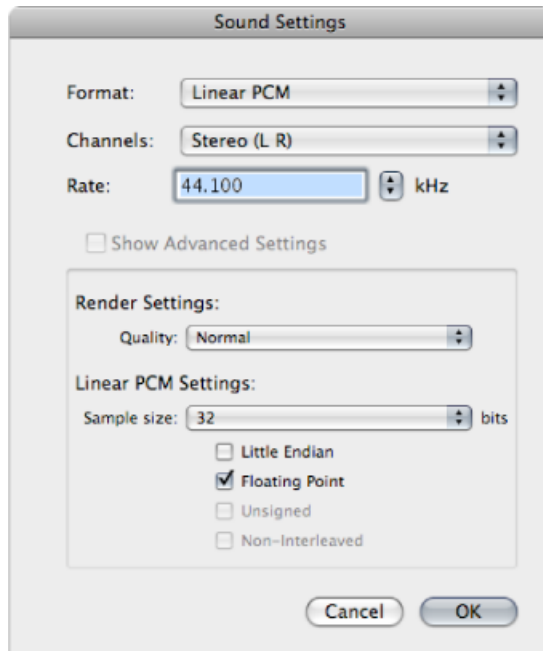 Sound Settings
Format: Linear PCM
Channels: Stereo (L R)
Rate: 44.100 kHz
Show Advanced Settings
Render Settings:
Quality: Normal
Linear PCM Settings:
Sample size: 32 bits
Little Endian
Floating Point
Unsigned
Non-Interleaved
Cancel OK